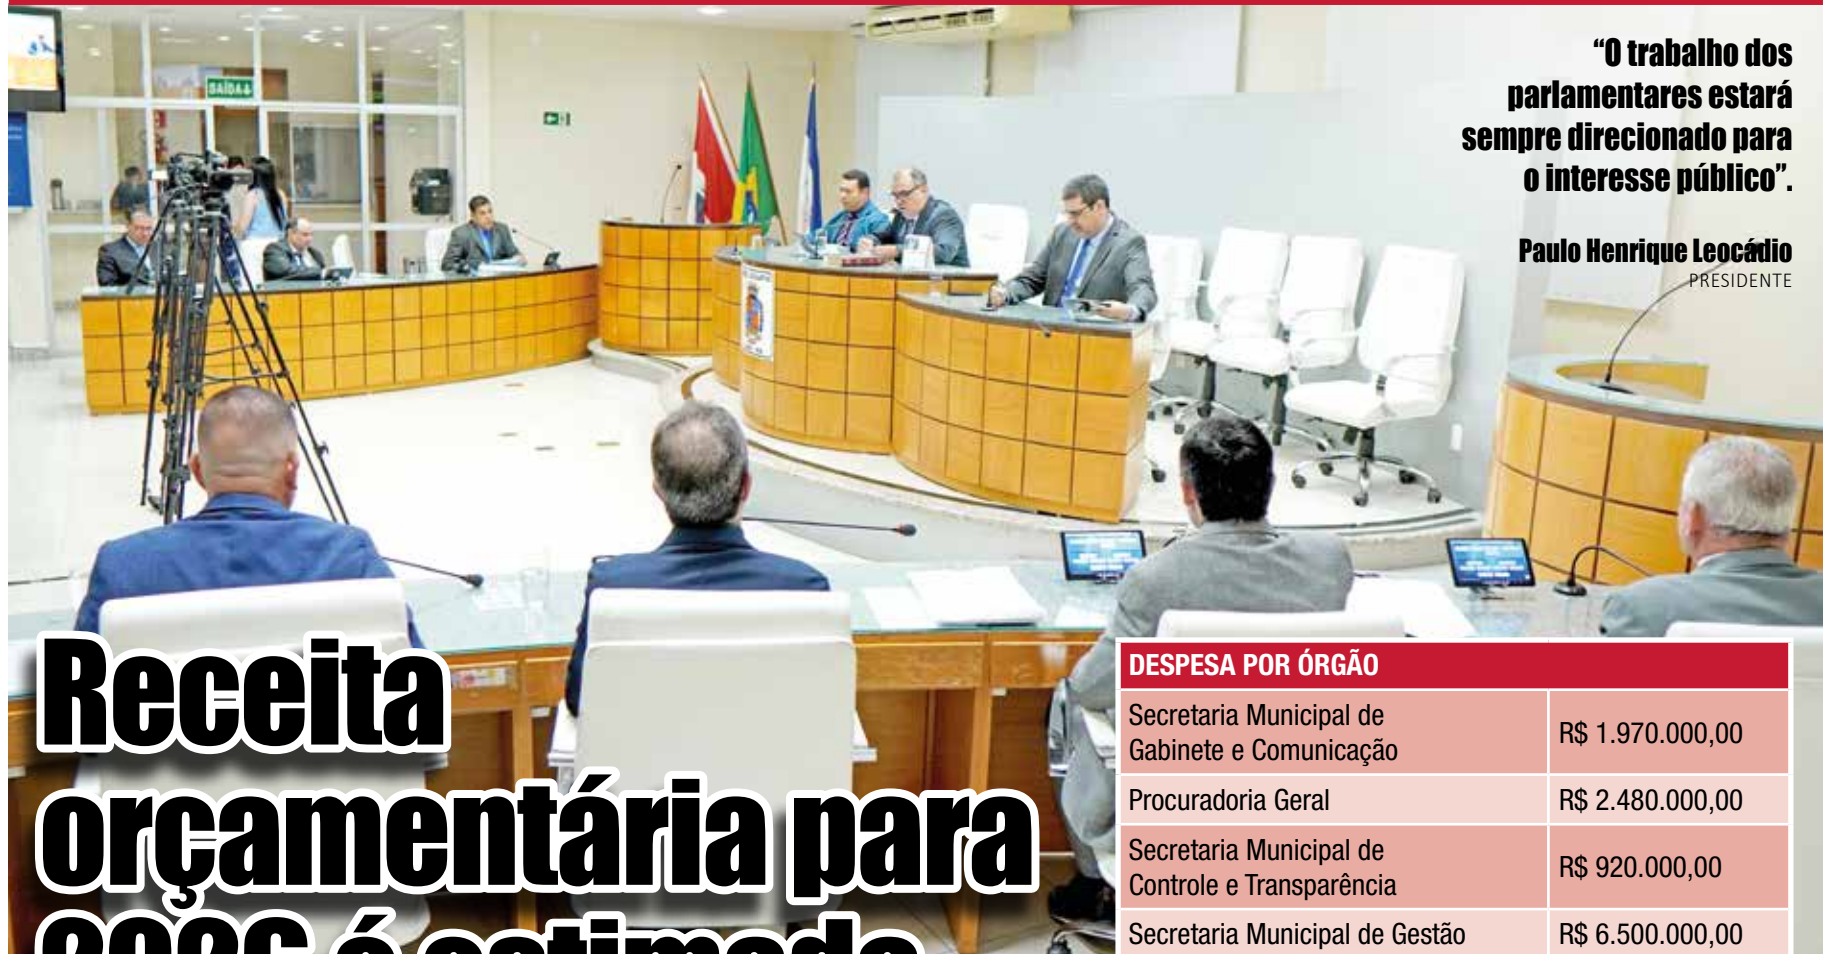 SAÍDA
“O trabalho dos
parlamentares estará
sempre direcionado para
o interesse público”.
Paulo Henrique Leocádio
PRESIDENTE
Receita
orçamentária para
2026 é estimada
DESPESA POR ÓRGÃO
Secretaria Municipal de
Gabinete e Comunicação
R$ 1.970.000,00
Procuradoria Geral
R$ 2.480.000,00
Secretaria Municipal de
Controle e Transparência
R$ 920.000,00
Secretaria Municipal de Gestão
R$ 6.500.000,00